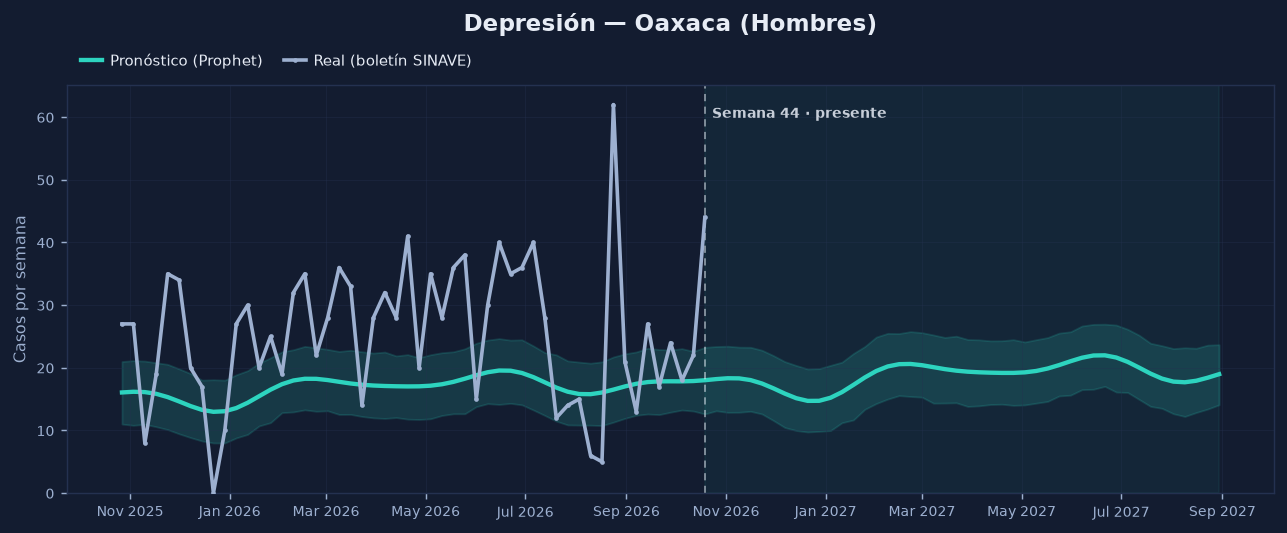 Depresión — Oaxaca (Hombres)
Pronóstico (Prophet) Real (boletín SINAVE)
Semana 44 · presente
Casos por semana
60
50
40
30
20
10
0
Nov 2025 Jan 2026 Mar 2026 May 2026 Jul 2026 Sep 2026 Nov 2026 Jan 2027 Mar 2027 May 2027 Jul 2027 Sep 2027